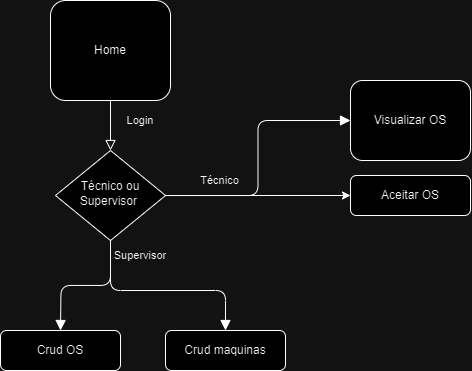 Home
Login
Visualizar OS
Técnico ou
Supervisor
Técnico
Aceitar OS
Supervisor
Crud OS
Crud maquinas